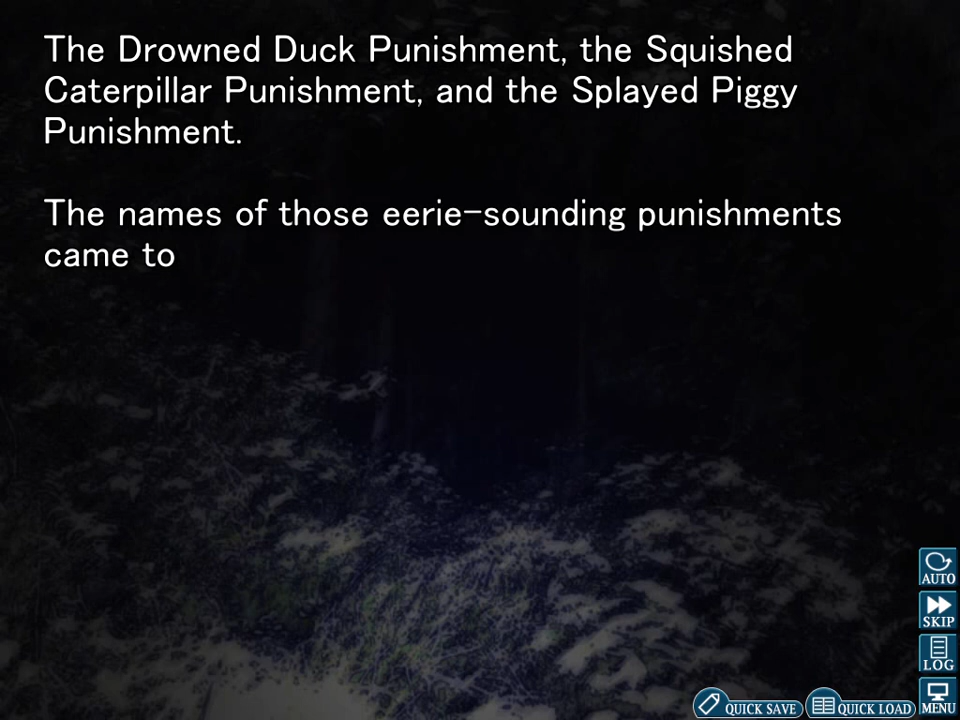 The Drowned Duck Punishment, the Squished
Caterpillar Punishment, and the Splayed Piggy
Punishment.
The names of those eerie-sounding punishments
came to
AUTO
SKIP
LOG
MENU
QUICK SAVE
QUICK LOAD